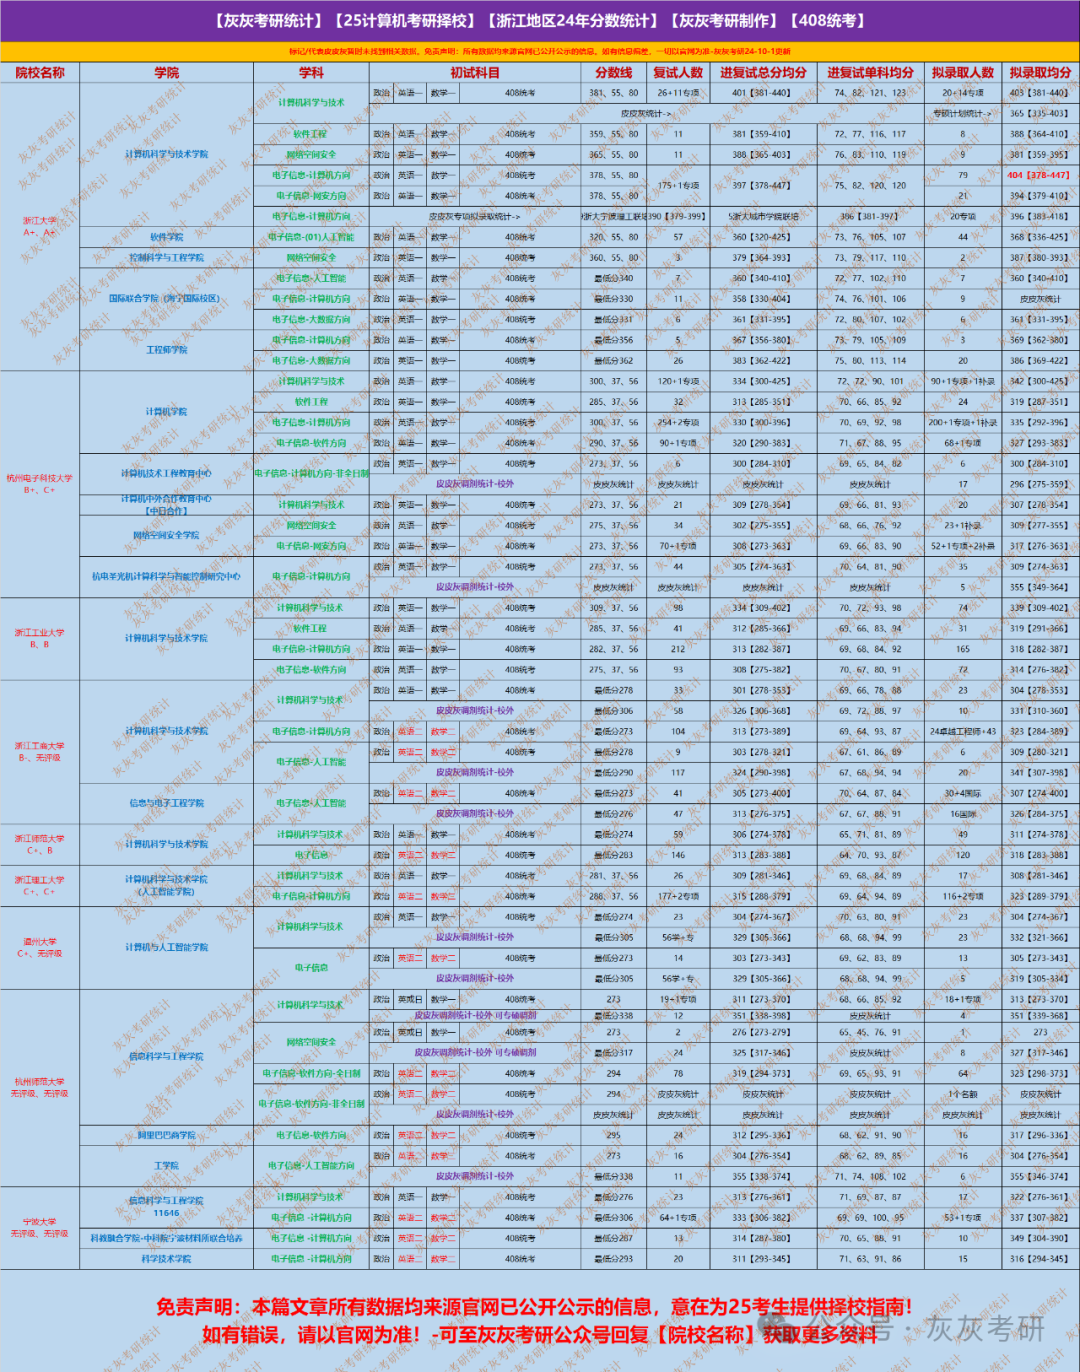 【灰灰考研统计】【25计算机考研择校】【浙江地区24年分数统计】【灰灰考研制作】【408统考】
标记/代表皮皮灰暂时未找到相关数据、免责声明：所有数据均来源官网已公开公示的信息、如有信息偏差、一切以官网为准-灰灰考研24-10-1更新
院校名称 学院 学科 初试科目 分数线 复试人数 进复试总分均分 进复试单科均分 拟录取人数 拟录取均分
浙江大学 A+、A+
计算机科学与技术学院
计算机科学与技术 政治 英语一 数学一 408统考 381、55、80 26+11专项 401【381-440】 74、82、121、123 20+14专项 403【381-440】
皮皮灰统计-> 专硕计划统计-> 365【335-403】
软件工程 政治 英语一 数学一 408统考 359、55、80 11 381【359-410】 72、77、116、117 8 388【364-410】
网络空间安全 政治 英语一 数学一 408统考 365、55、80 11 388【365-403】 76、83、110、119 9 381【359-395】
电子信息-计算机方向 政治 英语一 数学一 408统考 378、55、80 175+1专项 397【378-447】 75、82、120、120 79 404【378-447】
电子信息-网安方向 政治 英语一 数学一 408统考 378、55、80 21 394【379-410】
电子信息-计算机方向 皮皮灰专项拟录取统计-> 浙大宁波理工联培 390【379-399】 5浙大城市学院联培 386【381-397】 20专项 396【383-418】
软件学院 电子信息-(01)人工智能 政治 英语一 数学一 408统考 320、55、80 57 360【320-425】 73、76、105、107 44 368【336-425】
控制科学与工程学院 网络空间安全 政治 英语一 数学一 408统考 360、55、80 3 379【364-393】 73、79、117、110 2 387【380-393】
国际联合学院（海宁国际校区）
电子信息-人工智能 政治 英语一 数学一 408统考 最低分340 7 360【340-410】 72、77、102、110 7 360【340-410】
电子信息-计算机方向 政治 英语一 数学一 408统考 最低分330 11 358【330-404】 74、76、101、106 9 皮皮灰统计
电子信息-大数据方向 政治 英语一 数学一 408统考 最低分331 6 361【331-395】 72、80、107、102 6 361【331-395】
工程师学院
电子信息-计算机方向 政治 英语一 数学一 408统考 最低分356 5 367【356-380】 73、79、105、109 3 369【362-380】
电子信息-大数据方向 政治 英语一 数学一 408统考 最低分362 26 383【362-422】 75、80、113、114 20 386【369-422】
杭州电子科技大学 B+、C+
计算机学院
计算机科学与技术 政治 英语一 数学一 408统考 300、37、56 120+1专项 334【300-425】 72、72、90、101 90+1专项+1补录 342【300-425】
软件工程 政治 英语一 数学一 408统考 285、37、56 32 313【285-351】 70、66、85、92 24 319【287-351】
电子信息-计算机方向 政治 英语一 数学一 408统考 300、37、56 254+2专项 330【300-396】 70、69、92、98 200+1专项+1补录 335【292-396】
电子信息-软件方向 政治 英语一 数学一 408统考 290、37、56 90+1专项 320【290-383】 71、67、88、95 68+1专项 327【293-383】
计算机技术工程教育中心 电子信息-计算机方向-非全日制 政治 英语一 数学一 408统考 273、37、56 6 300【284-310】 69、65、84、82 6 300【284-310】
皮皮灰调剂统计-校外 皮皮灰统计 皮皮灰统计 皮皮灰统计 皮皮灰统计 17 296【275-359】
计算机中外合作教育中心【中日合作】 计算机科学与技术 政治 英语一 数学一 408统考 273、37、56 21 309【278-354】 69、66、81、93 20 307【278-354】
网络空间安全学院
网络空间安全 政治 英语一 数学一 408统考 275、37、56 34 302【275-355】 68、66、76、92 23+1补录 309【277-355】
电子信息-网安方向 政治 英语一 数学一 408统考 273、37、56 70+1专项 308【273-363】 69、66、83、90 52+1专项+2补录 317【276-363】
杭电圣光机计算科学与智能控制研究中心 电子信息-计算机方向 政治 英语一 数学一 408统考 273、37、56 44 305【274-363】 70、64、81、90 35 309【274-363】
皮皮灰调剂统计-校外 皮皮灰统计 皮皮灰统计 皮皮灰统计 皮皮灰统计 5 355【349-364】
浙江工业大学 B、B
计算机科学与技术学院
计算机科学与技术 政治 英语一 数学一 408统考 309、37、56 98 334【309-402】 70、72、93、98 74 339【309-402】
软件工程 政治 英语一 数学一 408统考 285、37、56 41 312【285-366】 69、66、83、94 31 319【291-366】
电子信息-计算机方向 政治 英语一 数学一 408统考 282、37、56 212 313【282-387】 69、68、84、92 165 318【282-387】
电子信息-软件方向 政治 英语一 数学一 408统考 275、37、56 93 308【275-382】 70、67、80、91 72 314【276-382】
浙江工商大学 B-、无评级
计算机科学与技术学院
计算机科学与技术 政治 英语一 数学一 408统考 最低分278 33 301【278-353】 69、66、78、88 23 304【278-353】
皮皮灰调剂统计-校外 最低分306 58 326【306-368】 69、72、88、97 10 331【310-360】
电子信息-计算机方向 政治 英语二 数学二 408统考 最低分273 104 313【273-389】 69、64、93、87 24卓越工程师+43 323【284-389】
电子信息-人工智能 政治 英语二 数学二 408统考 最低分278 9 303【278-321】 67、61、86、89 6 309【280-321】
皮皮灰调剂统计-校外 最低分290 117 324【290-398】 67、68、94、94 20 341【307-398】
信息与电子工程学院 电子信息-人工智能 政治 英语二 数学二 408统考 最低分273 41 305【273-400】 70、64、87、84 30+4国际 307【274-400】
皮皮灰调剂统计-校外 最低分276 47 313【276-375】 67、67、88、91 16国际 326【284-375】
浙江师范大学 C+、B
计算机科学与技术学院
计算机科学与技术 政治 英语一 数学一 408统考 最低分274 59 306【274-378】 65、71、81、89 49 311【274-378】
电子信息 政治 英语二 数学二 408统考 最低分283 146 313【283-388】 64、70、93、87 120 318【283-388】
浙江理工大学 C+、C+
计算机科学与技术学院（人工智能学院）
计算机科学与技术 政治 英语一 数学一 408统考 281、37、56 26 309【281-346】 69、68、84、89 17 308【281-346】
电子信息-计算机方向 政治 英语二 数学二 408统考 288、37、56 177+2专项 315【288-379】 69、64、94、89 116+2专项 323【289-379】
温州大学 C+、无评级
计算机与人工智能学院
计算机科学与技术 政治 英语一 数学一 408统考 最低分274 23 304【274-367】 70、63、80、91 23 304【274-367】
皮皮灰调剂统计-校外 最低分305 56学+专 329【305-366】 68、68、94、99 23 332【321-366】
电子信息 政治 英语二 数学二 408统考 最低分273 14 303【273-343】 69、62、83、89 13 305【273-343】
皮皮灰调剂统计-校外 最低分305 56学+专 329【305-366】 68、68、94、99 5 319【305-334】
杭州师范大学 无评级、无评级
信息科学与工程学院
计算机科学与技术 政治 英或日 数学一 408统考 273 19+1专项 311【273-370】 68、66、85、92 18+1专项 313【273-370】
皮皮灰调剂统计-校外 可专硕调剂 最低分338 12 351【338-398】 皮皮灰统计 4 351【339-368】
网络空间安全 政治 英或日 数学一 408统考 273 2 276【273-279】 65、45、76、91 1 273
皮皮灰调剂统计-校外 可专硕调剂 最低分317 24 325【317-346】 皮皮灰统计 8 327【317-346】
电子信息-软件方向-全日制 政治 英语二 数学二 408统考 294 78 319【294-373】 69、65、93、91 64 323【298-373】
电子信息-软件方向-非全日制 政治 英语二 数学二 408统考 294 皮皮灰统计 皮皮灰统计 皮皮灰统计 1个名额 皮皮灰统计
皮皮灰调剂统计-校外 皮皮灰统计 皮皮灰统计 皮皮灰统计 皮皮灰统计 皮皮灰统计 皮皮灰统计
阿里巴巴商学院 电子信息-软件方向 政治 英语二 数学二 408统考 295 24 312【295-336】 68、62、91、90 16 317【296-336】
工学院 电子信息-人工智能方向 政治 英语二 数学二 408统考 273 16 304【276-354】 68、62、89、85 16 304【276-354】
皮皮灰调剂统计-校外 最低分338 11 355【338-374】 71、74、108、102 6 355【346-374】
宁波大学 无评级、无评级
信息科学与工程学院 11646
计算机科学与技术 政治 英语一 数学一 408统考 最低分276 23 313【276-361】 71、69、87、87 17 322【276-361】
电子信息 -计算机方向 政治 英语二 数学二 408统考 最低分306 64+1专项 333【306-382】 69、69、100、95 53+1专项 337【307-382】
科教融合学院-中科院宁波材料所联合培养 电子信息 -计算机方向 政治 英语二 数学二 408统考 最低分287 13 314【287-380】 70、65、88、91 10 349【304-390】
科学技术学院 电子信息 -计算机方向 政治 英语二 数学二 408统考 最低分293 20 311【293-345】 71、63、91、86 15 316【294-345】
免责声明：本篇文章所有数据均来源官网已公开公示的信息，意在为25考生提供择校指南！
如有错误，请以官网为准！-可至灰灰考研公众号回复【院校名称】获取更多资料
公众号 · 灰灰考研